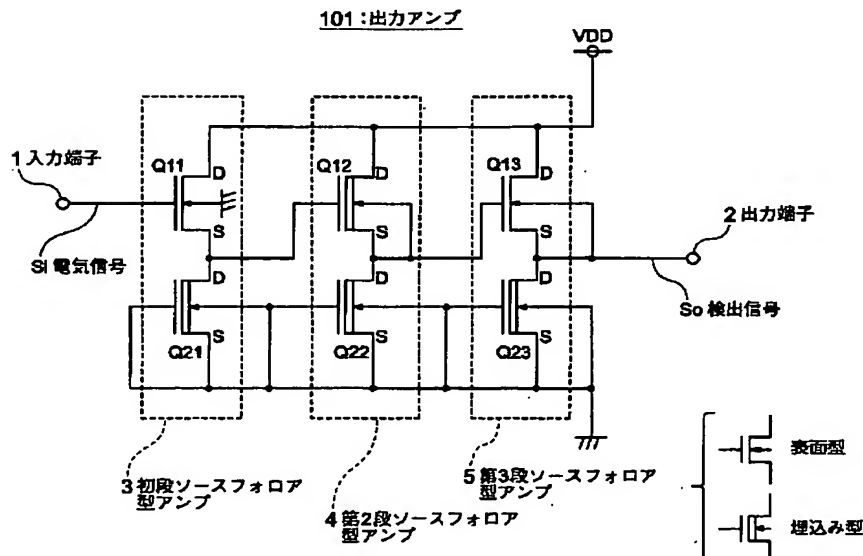 101:出力アンプ
VDD
Q11
D
Q12
D
Q13
D
1 入力端子
2 出力端子
S
S
S
SI 電気信号
D
D
D
So 検出信号
S
S
S
Q21
Q22
Q23
3 初段ソースフォロア
型アンプ
4 第2段ソースフォロア
型アンプ
5 第3段ソースフォロア
型アンプ
表面型
埋込み型